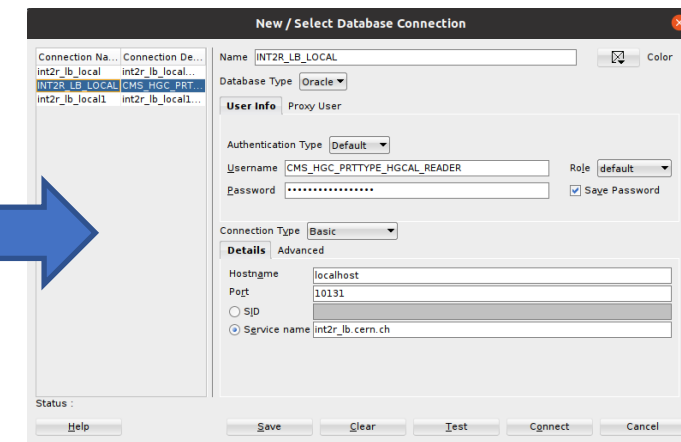 New / Select Database Connection
Connection Na... Connection De...
int2r_lb_local int2r_lb_local...
INT2R_LB_LOCAL CMS_HGC_PRT...
int2r_lb_local1 int2r_lb_local1...
Name INT2R_LB_LOCAL Color
Database Type Oracle
User Info Proxy User
Authentication Type Default
Username CMS_HGC_PRTTYPE_HGCAL_READER Role default
Password ••••••••••••••••• Save Password
Connection Type Basic
Details Advanced
Hostname localhost
Port 10131
SID
Service name int2r_lb.cern.ch
Status :
Help Save Clear Test Connect Cancel